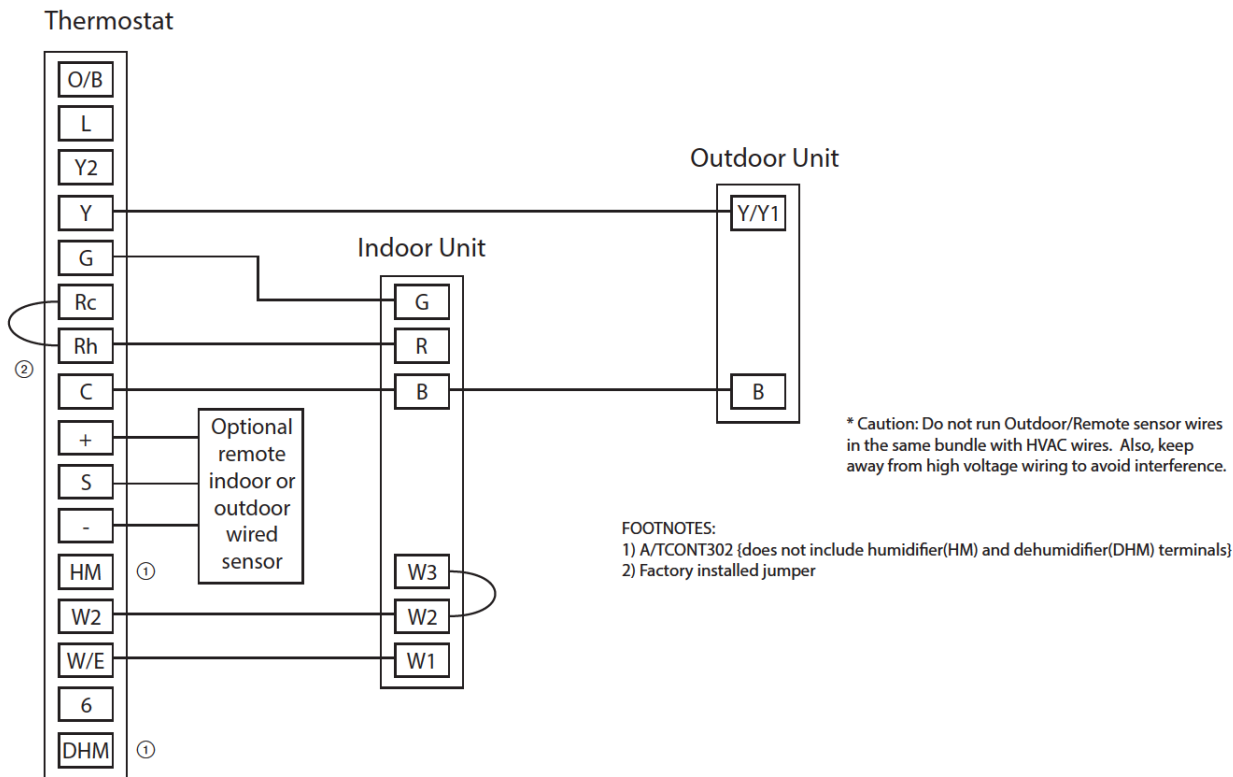 Thermostat
O/B
L
Y2
Y
G
Rc
Rh
②
C
+
S
-
HM ①
W2
W/E
6
DHM ①
Optional
remote
indoor or
outdoor
wired
sensor
Indoor Unit
G
R
B
W3
W2
W1
Outdoor Unit
Y/Y1
B
* Caution: Do not run Outdoor/Remote sensor wires
in the same bundle with HVAC wires. Also, keep
away from high voltage wiring to avoid interference.
FOOTNOTES:
1) A/TCONT302 {does not include humidifier(HM) and dehumidifier(DHM) terminals}
2) Factory installed jumper